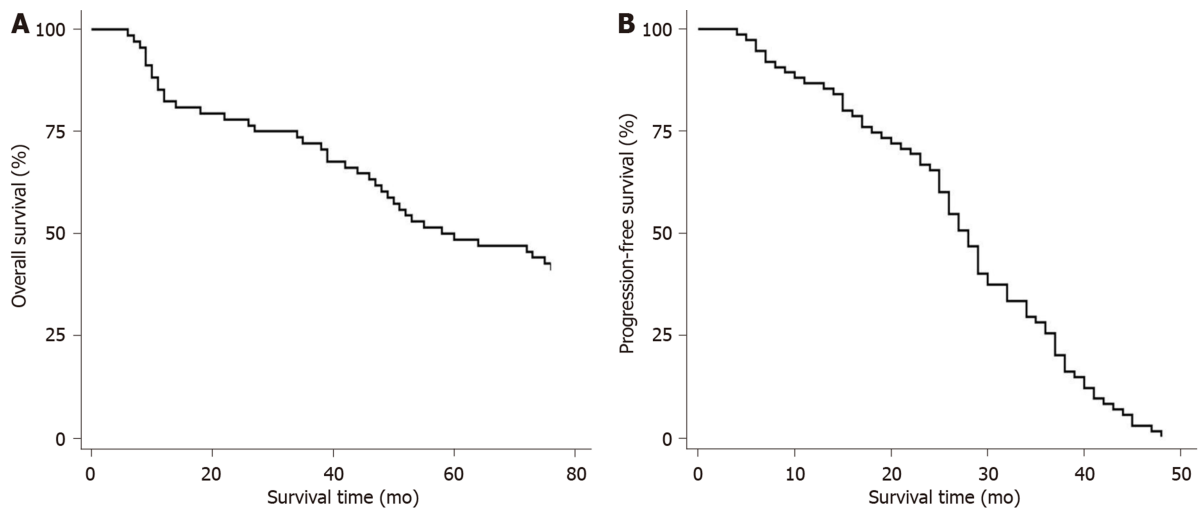 A
100
75
50
25
0
Overall survival (%)
0 20 40 60 80
Survival time (mo)
B
100
75
50
25
0
Progression-free survival (%)
0 10 20 30 40 50
Survival time (mo)